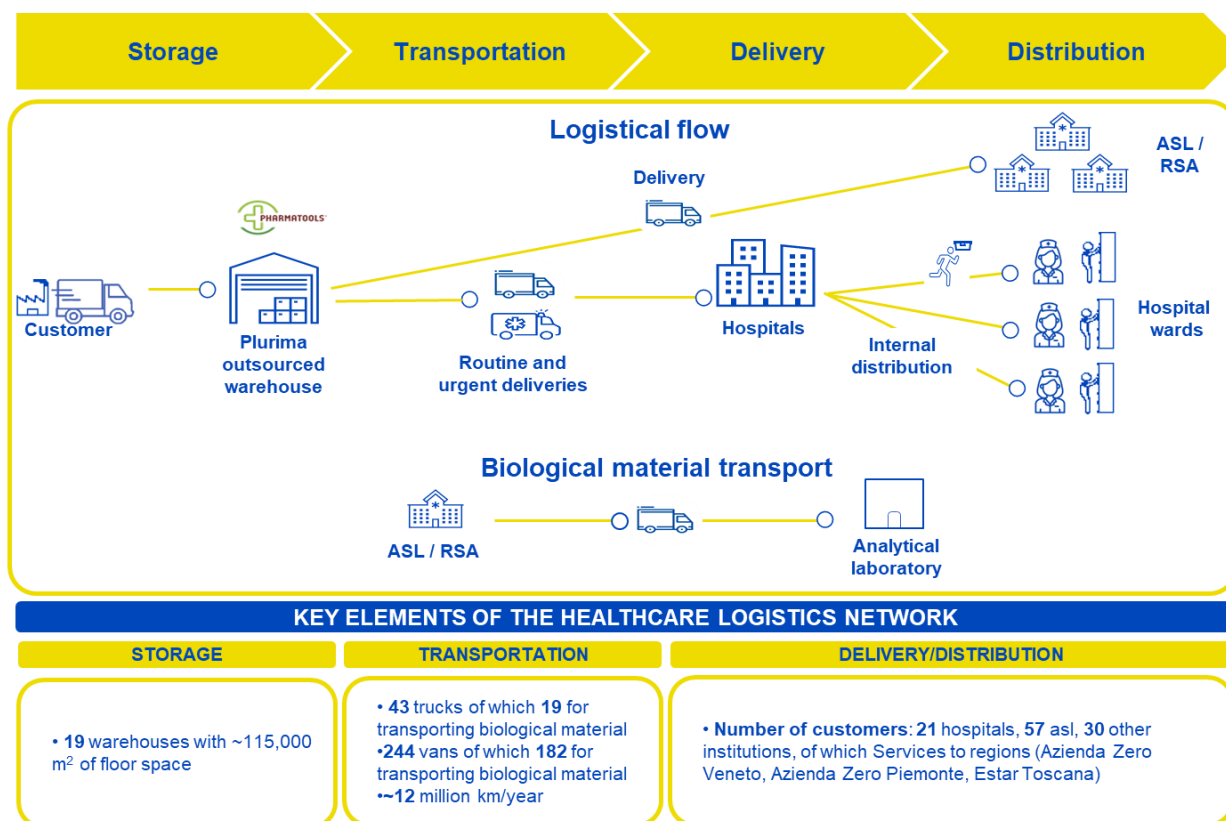 Storage
Transportation
Delivery
Distribution
Logistical flow
ASL /
RSA
Delivery
PHARMATOOLS
Customer
Plurima
outsourced
warehouse
Routine and
urgent deliveries
Hospitals
Internal
distribution
Hospital
wards
Biological material transport
ASL / RSA
Analytical
laboratory
KEY ELEMENTS OF THE HEALTHCARE LOGISTICS NETWORK
STORAGE
TRANSPORTATION
DELIVERY/DISTRIBUTION
• 19 warehouses with ~115,000
m² of floor space
• 43 trucks of which 19 for
transporting biological material
•244 vans of which 182 for
transporting biological material
•~12 million km/year
• Number of customers: 21 hospitals, 57 asl, 30 other
institutions, of which Services to regions (Azienda Zero
Veneto, Azienda Zero Piemonte, Estar Toscana)